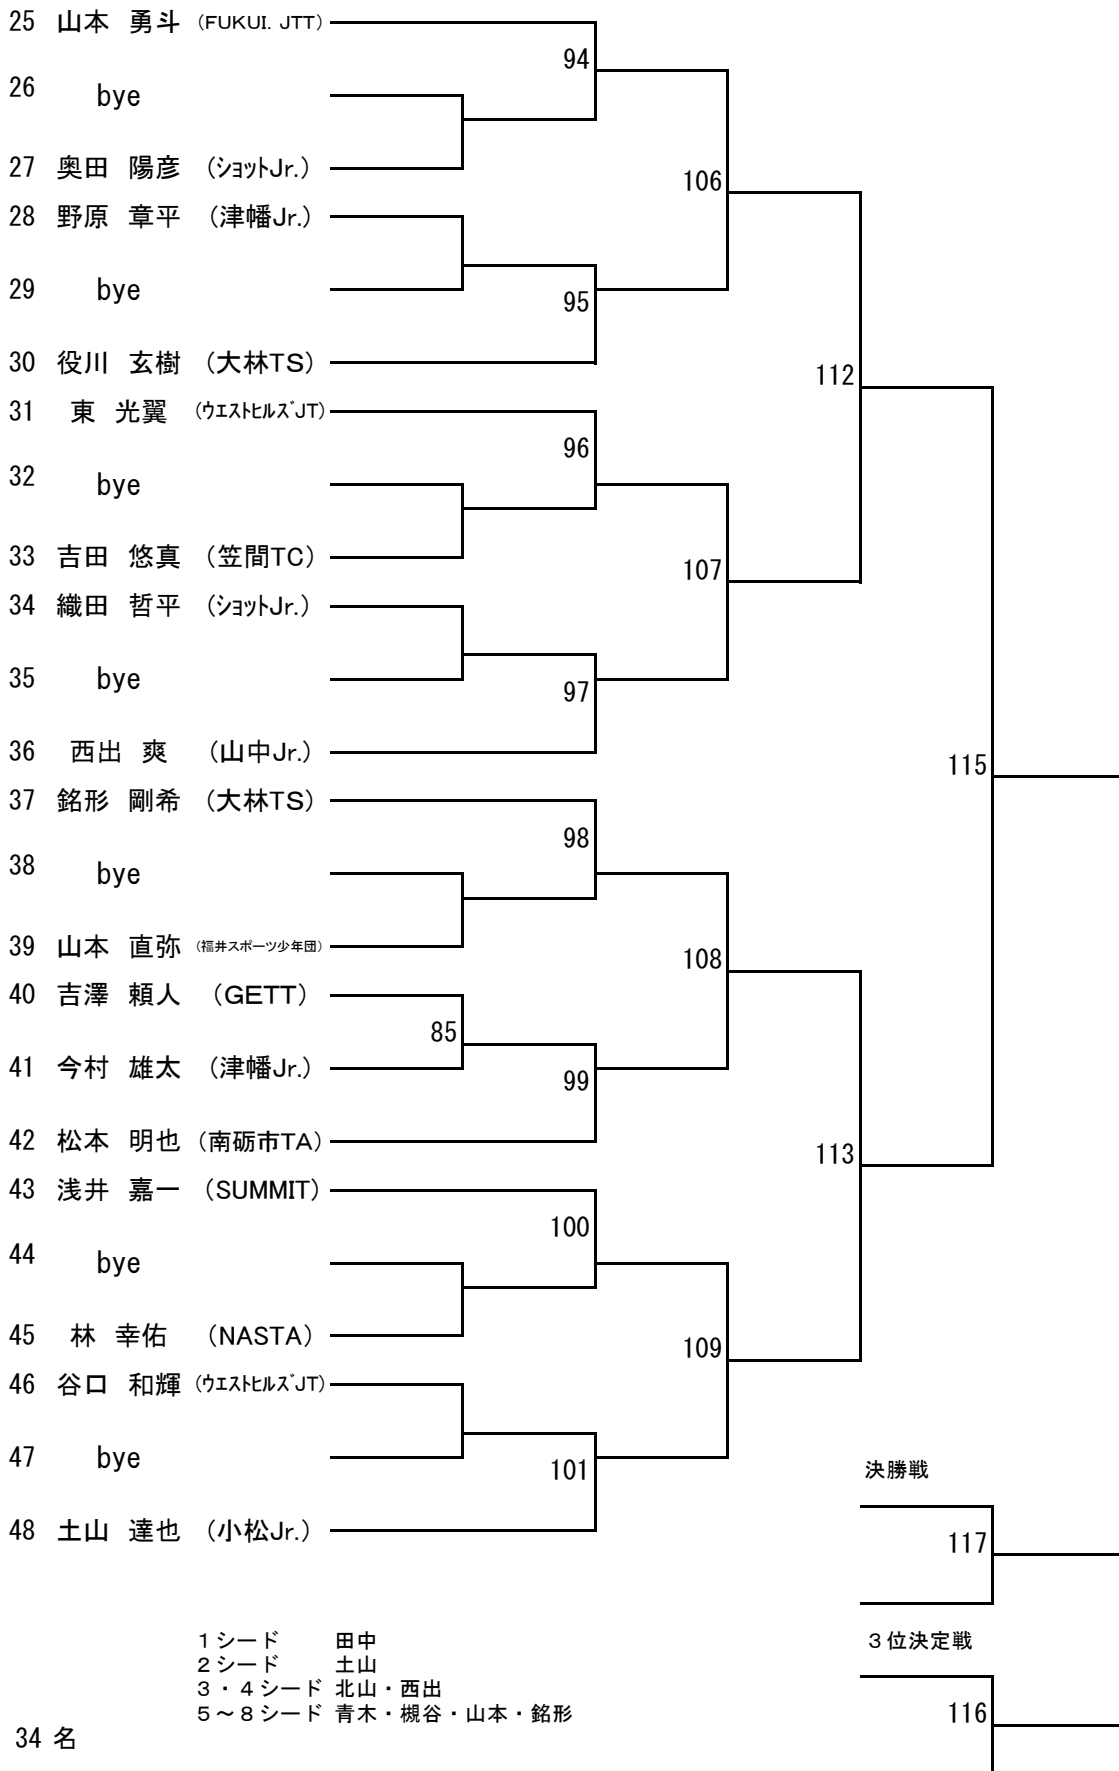 25 山本 勇斗 (FUKUI. JTT)
94
26 bye
27 奥田 陽彦 (ｼｮｯﾄJr.)
106
28 野原 章平 (津幡Jr.)
29 bye
95
30 役川 玄樹 (大林TS)
112
31 東 光翼 (ｳｴｽﾄﾋﾙｽﾞJT)
96
32 bye
33 吉田 悠真 (笠間TC)
107
34 織田 哲平 (ｼｮｯﾄJr.)
35 bye
97
36 西出 爽 (山中Jr.)
115
37 銘形 剛希 (大林TS)
98
38 bye
39 山本 直弥 (福井スポーツ少年団)
108
40 吉澤 頼人 (GETT)
85
41 今村 雄太 (津幡Jr.)
99
42 松本 明也 (南砺市TA)
113
43 浅井 嘉一 (SUMMIT)
100
44 bye
45 林 幸佑 (NASTA)
109
46 谷口 和輝 (ｳｴｽﾄﾋﾙｽﾞJT)
47 bye
101
決勝戦
48 土山 達也 (小松Jr.)
117
１シード 田中
３位決定戦
２シード 土山
３・４シード 北山・西出
５～８シード 青木・槻谷・山本・銘形
116
34 名